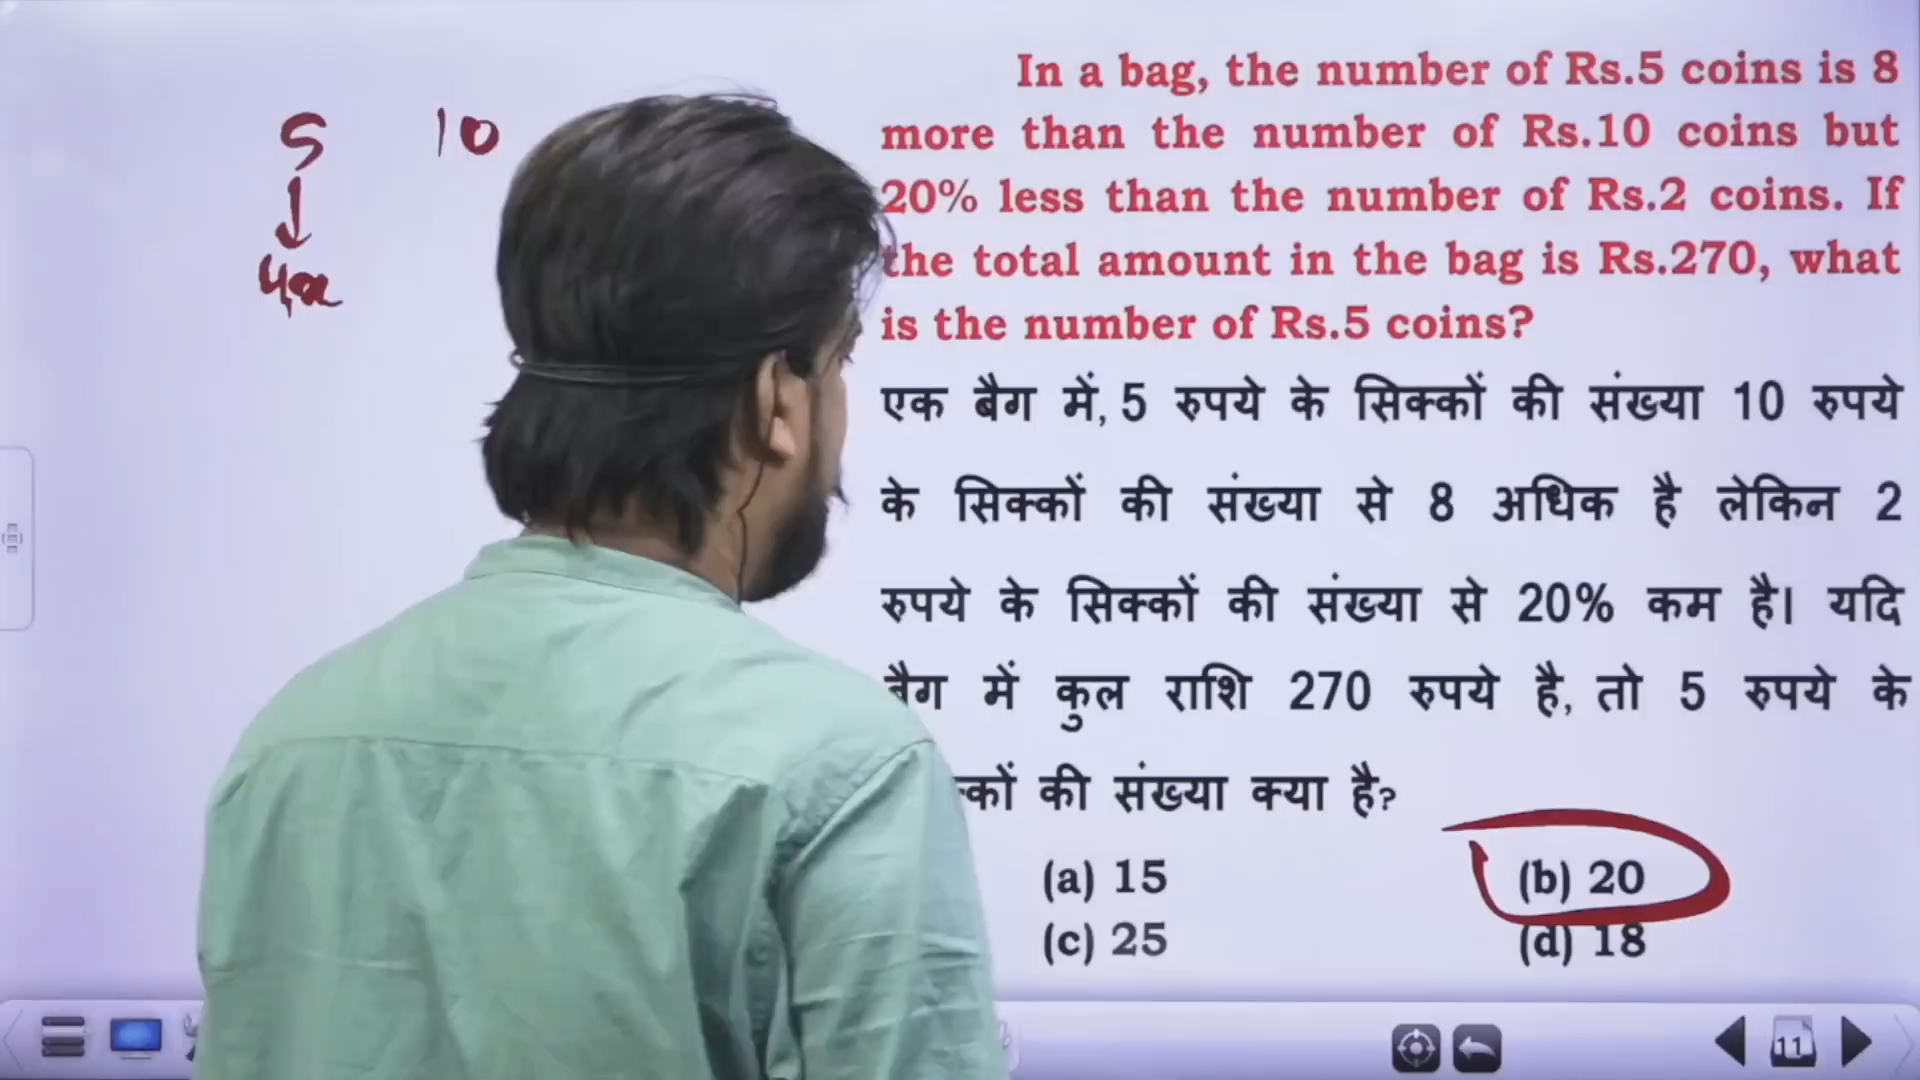 5 10
4x
In a bag, the number of Rs.5 coins is 8
more than the number of Rs.10 coins but
20% less than the number of Rs.2 coins. If
the total amount in the bag is Rs.270, what
is the number of Rs.5 coins?
एक बैग में, 5 रुपये के सिक्कों की संख्या 10 रुपये
के सिक्कों की संख्या से 8 अधिक है लेकिन 2
रुपये के सिक्कों की संख्या से 20% कम है। यदि
बैग में कुल राशि 270 रुपये है, तो 5 रुपये के
की संख्या क्या है?
(a) 15 (b) 20
(c) 25 (d) 18
11